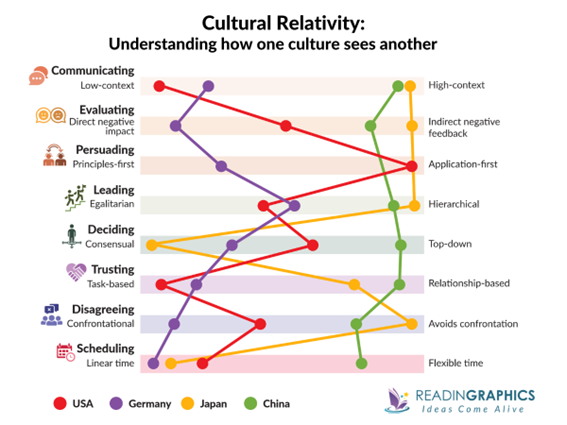 Cultural Relativity:
Understanding how one culture sees another
Communicating
Low-context
High-context
Evaluating
Direct negative
impact
Indirect negative
feedback
Persuading
Principles-first
Application-first
Leading
Egalitarian
Hierarchical
Deciding
Consensual
Top-down
Trusting
Task-based
Relationship-based
Disagreeing
Confrontational
Avoids confrontation
Scheduling
Linear time
Flexible time
USA
Germany
Japan
China
READINGRAPHICS
Ideas Come Alive